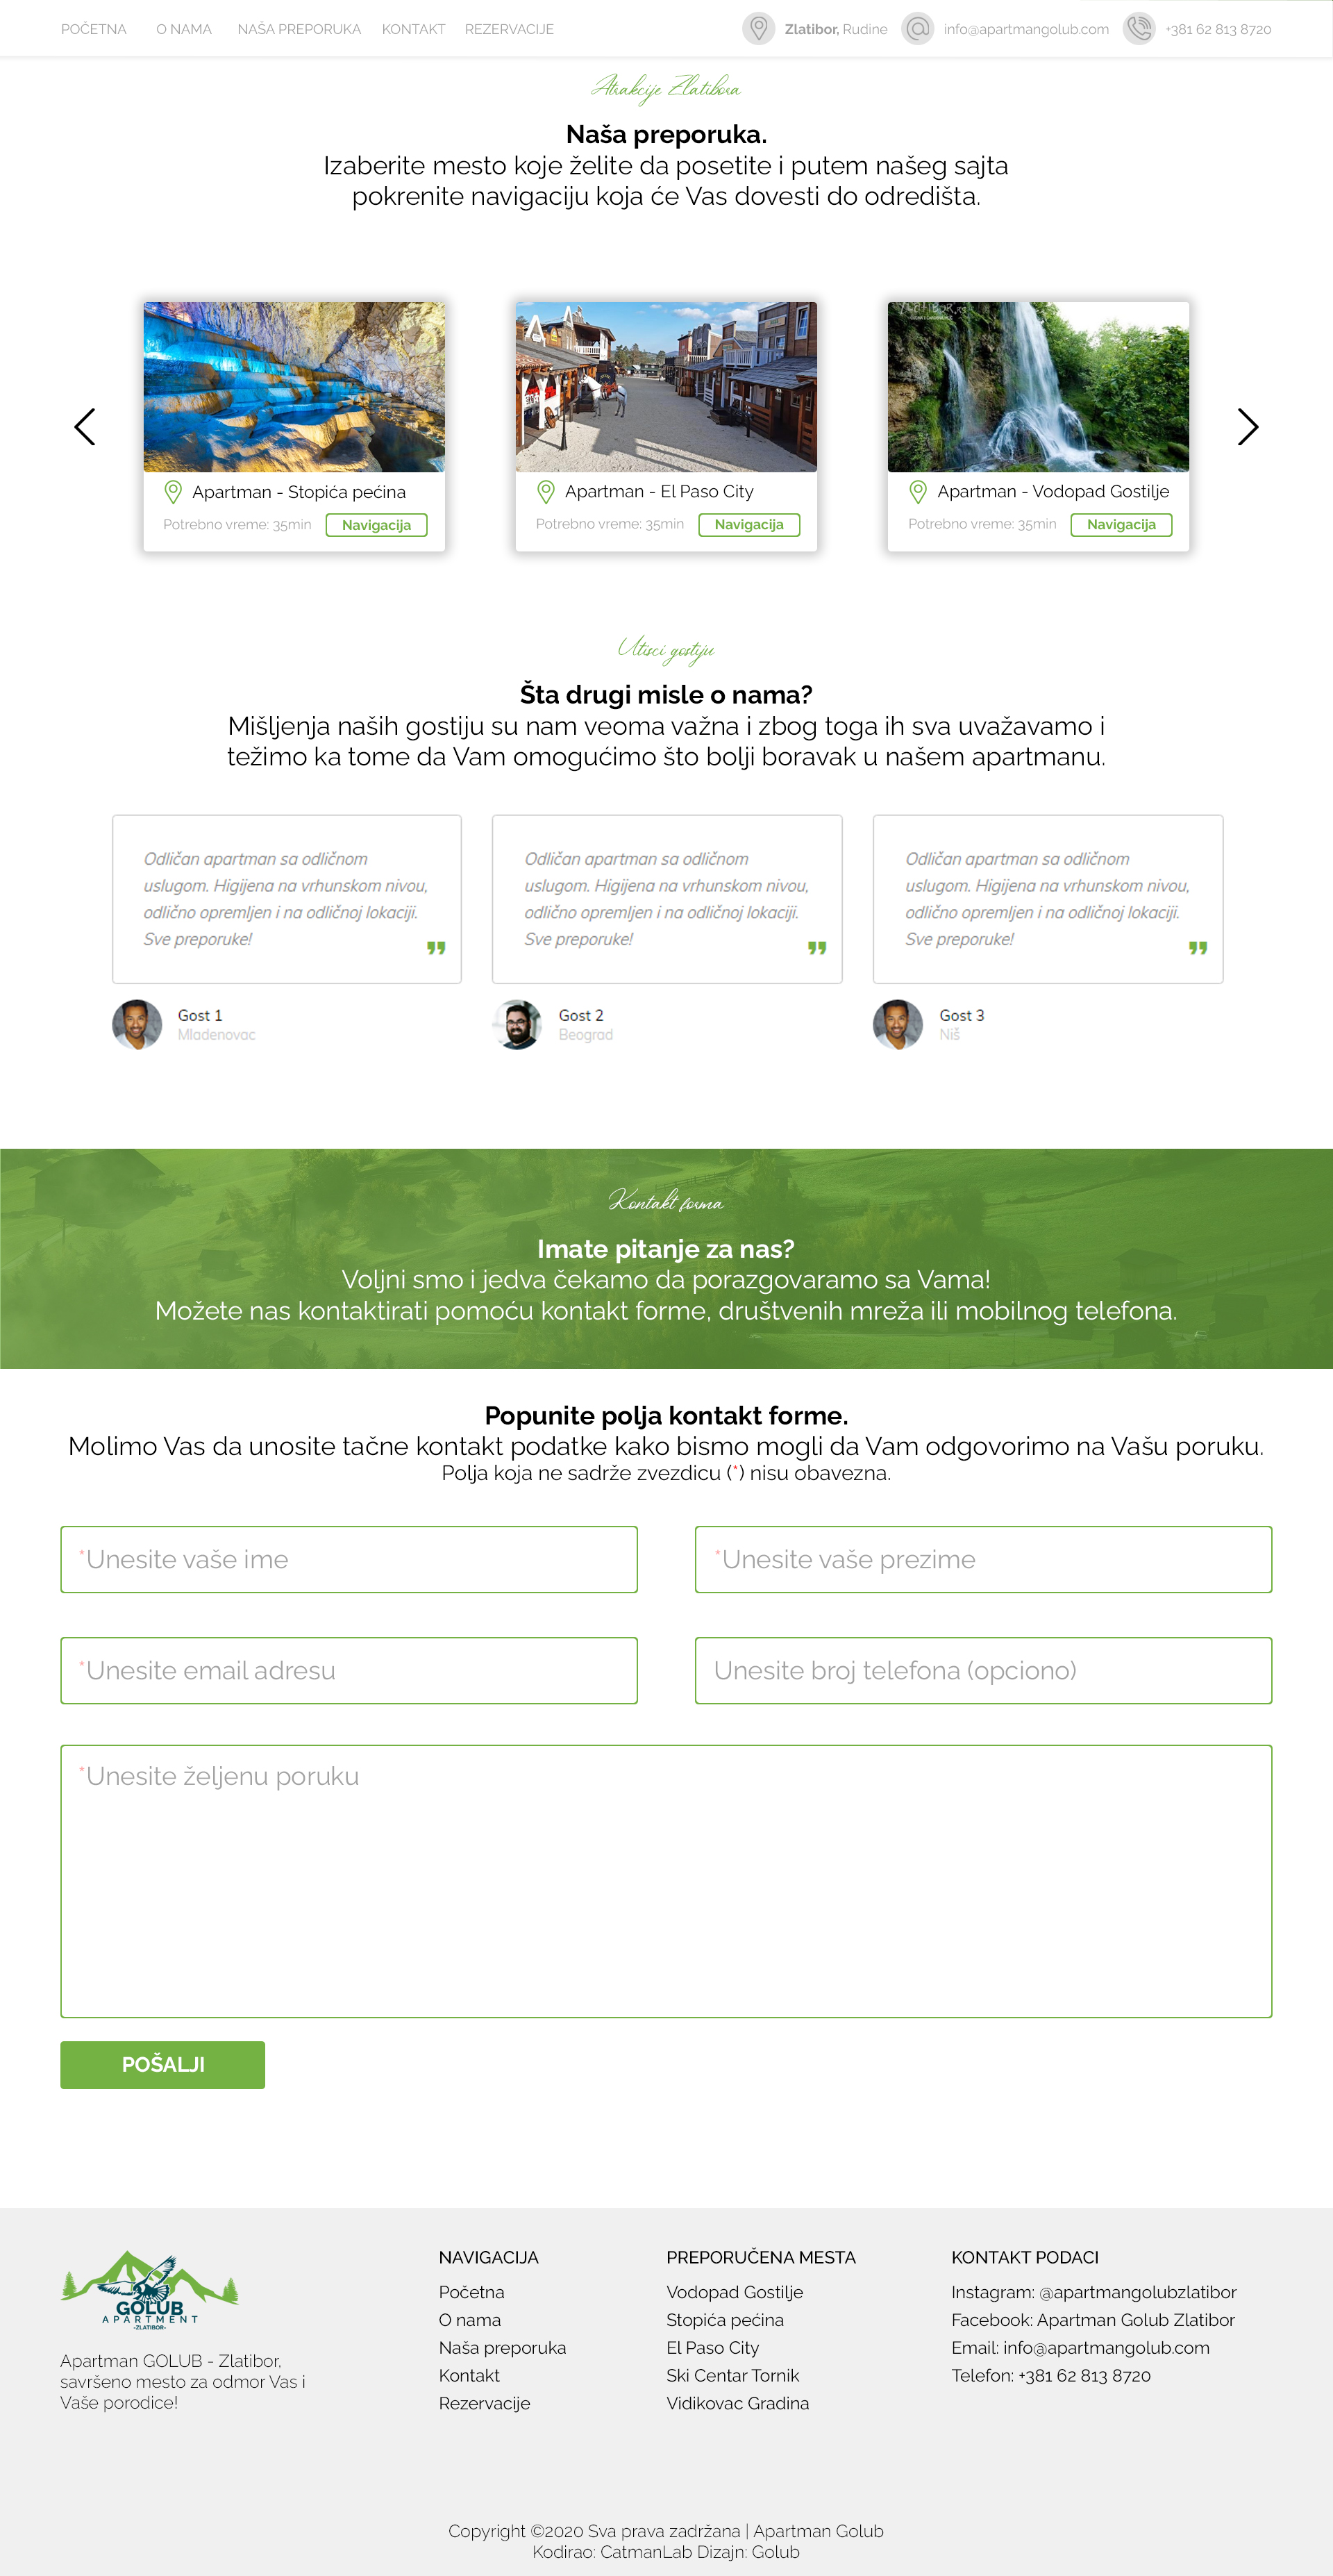 POČETNA O NAMA NAŠA PREPORUKA KONTAKT REZERVACIJE Zlatibor, Rudine info@apartmangolub.com +381 62 813 8720
Atrakcije Zlatibora
Naša preporuka.
Izaberite mesto koje želite da posetite i putem našeg sajta
pokrenite navigaciju koja će Vas dovesti do odredišta.
Apartman - Stopića pećina
Potrebno vreme: 35min Navigacija
Apartman - El Paso City
Potrebno vreme: 35min Navigacija
Apartman - Vodopad Gostilje
Potrebno vreme: 35min Navigacija
Utisci gostiju
Šta drugi misle o nama?
Mišljenja naših gostiju su nam veoma važna i zbog toga ih sva uvažavamo i
težimo ka tome da Vam omogućimo što bolji boravak u našem apartmanu.
Odličan apartman sa odličnom
uslugom. Higijena na vrhunskom nivou,
odlično opremljen i na odličnoj lokaciji.
Sve preporuke!
Gost 1
Mladenovac
Odličan apartman sa odličnom
uslugom. Higijena na vrhunskom nivou,
odlično opremljen i na odličnoj lokaciji.
Sve preporuke!
Gost 2
Beograd
Odličan apartman sa odličnom
uslugom. Higijena na vrhunskom nivou,
odlično opremljen i na odličnoj lokaciji.
Sve preporuke!
Gost 3
Niš
Kontakt forma
Imate pitanje za nas?
Voljni smo i jedva čekamo da porazgovaramo sa Vama!
Možete nas kontaktirati pomoću kontakt forme, društvenih mreža ili mobilnog telefona.
Popunite polja kontakt forme.
Molimo Vas da unosite tačne kontakt podatke kako bismo mogli da Vam odgovorimo na Vašu poruku.
Polja koja ne sadrže zvezdicu (*) nisu obavezna.
*Unesite vaše ime
*Unesite vaše prezime
*Unesite email adresu
Unesite broj telefona (opciono)
*Unesite željenu poruku
POŠALJI
GOLUB
APARTMENT
-ZLATIBOR-
Apartman GOLUB - Zlatibor,
savršeno mesto za odmor Vas i
Vaše porodice!
NAVIGACIJA
Početna
O nama
Naša preporuka
Kontakt
Rezervacije
PREPORUČENA MESTA
Vodopad Gostilje
Stopića pećina
El Paso City
Ski Centar Tornik
Vidikovac Gradina
KONTAKT PODACI
Instagram: @apartmangolubzlatibor
Facebook: Apartman Golub Zlatibor
Email: info@apartmangolub.com
Telefon: +381 62 813 8720
Copyright ©2020 Sva prava zadržana | Apartman Golub
Kodirao: CatmanLab Dizajn: Golub